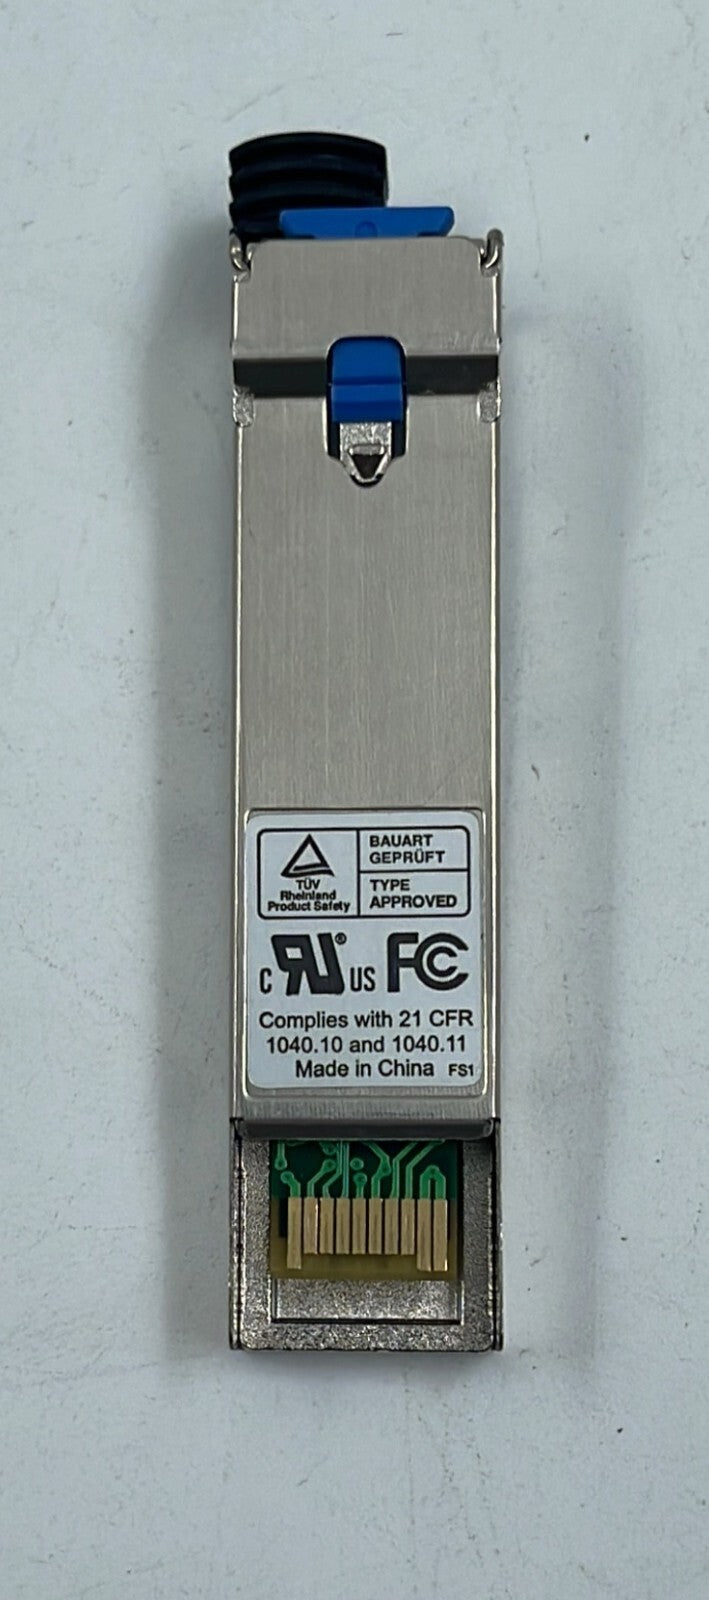 TÜV
Rheinland
Product Safety
BAUART
GEPRÜFT
TYPE
APPROVED
C RU® US FC
Complies with 21 CFR
1040.10 and 1040.11
Made in China FS1